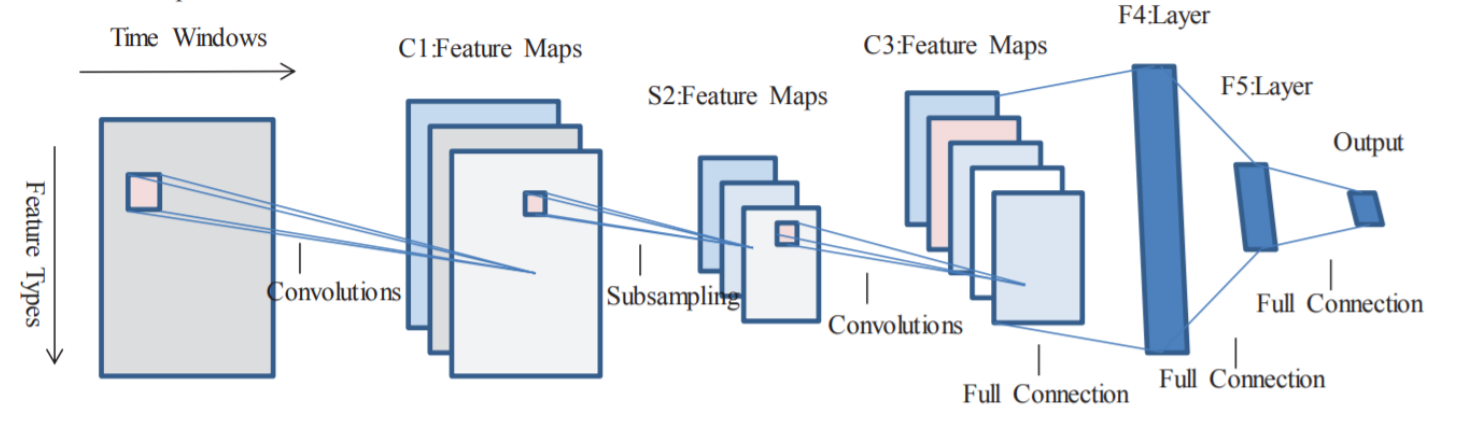 Time Windows
C1:Feature Maps
S2:Feature Maps
C3:Feature Maps
F4:Layer
F5:Layer
Output
Feature Types
Convolutions
Subsampling
Convolutions
Full Connection
Full Connection
Full Connection